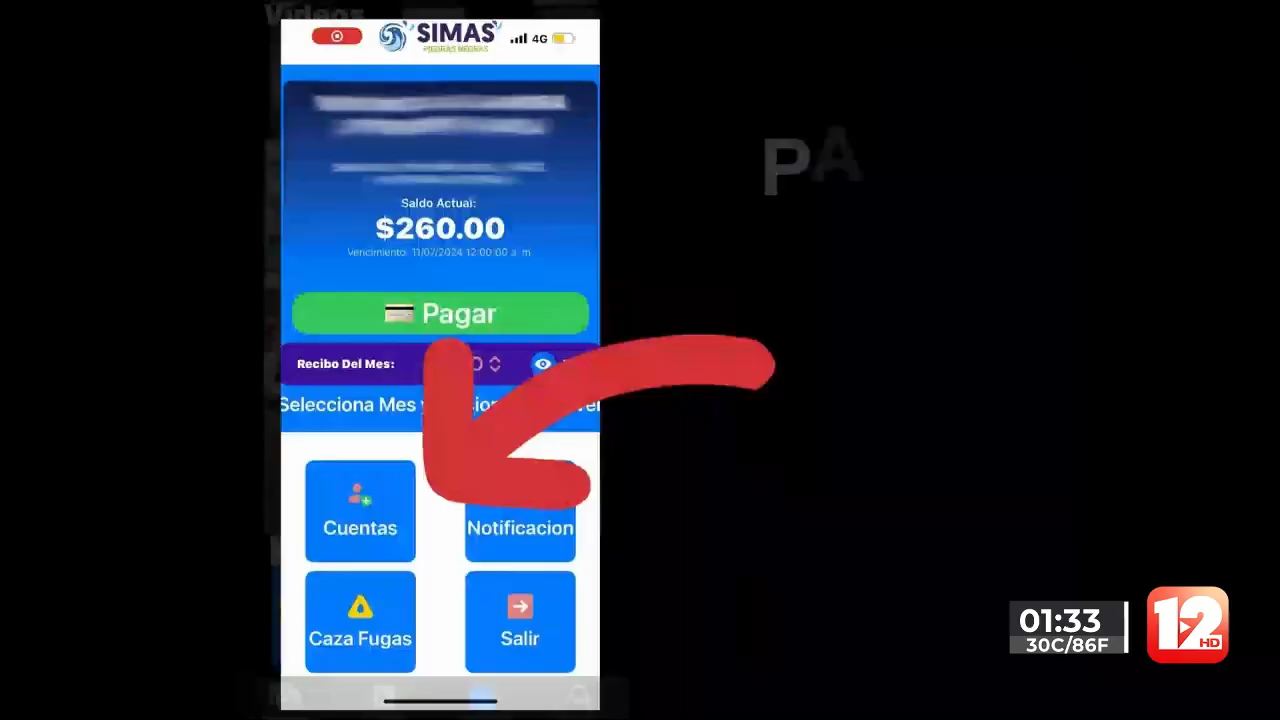 Videos
SIMAS
PIEDRAS NEGRAS
4G
Saldo Actual:
$260.00
Vencimiento: 11/07/2024 12:00:00 a. m.
Pagar
Recibo Del Mes:
Selecciona Mes y
Cuentas
Notificacion
Caza Fugas
Salir
PA
01:33
30C/86F
12
HD